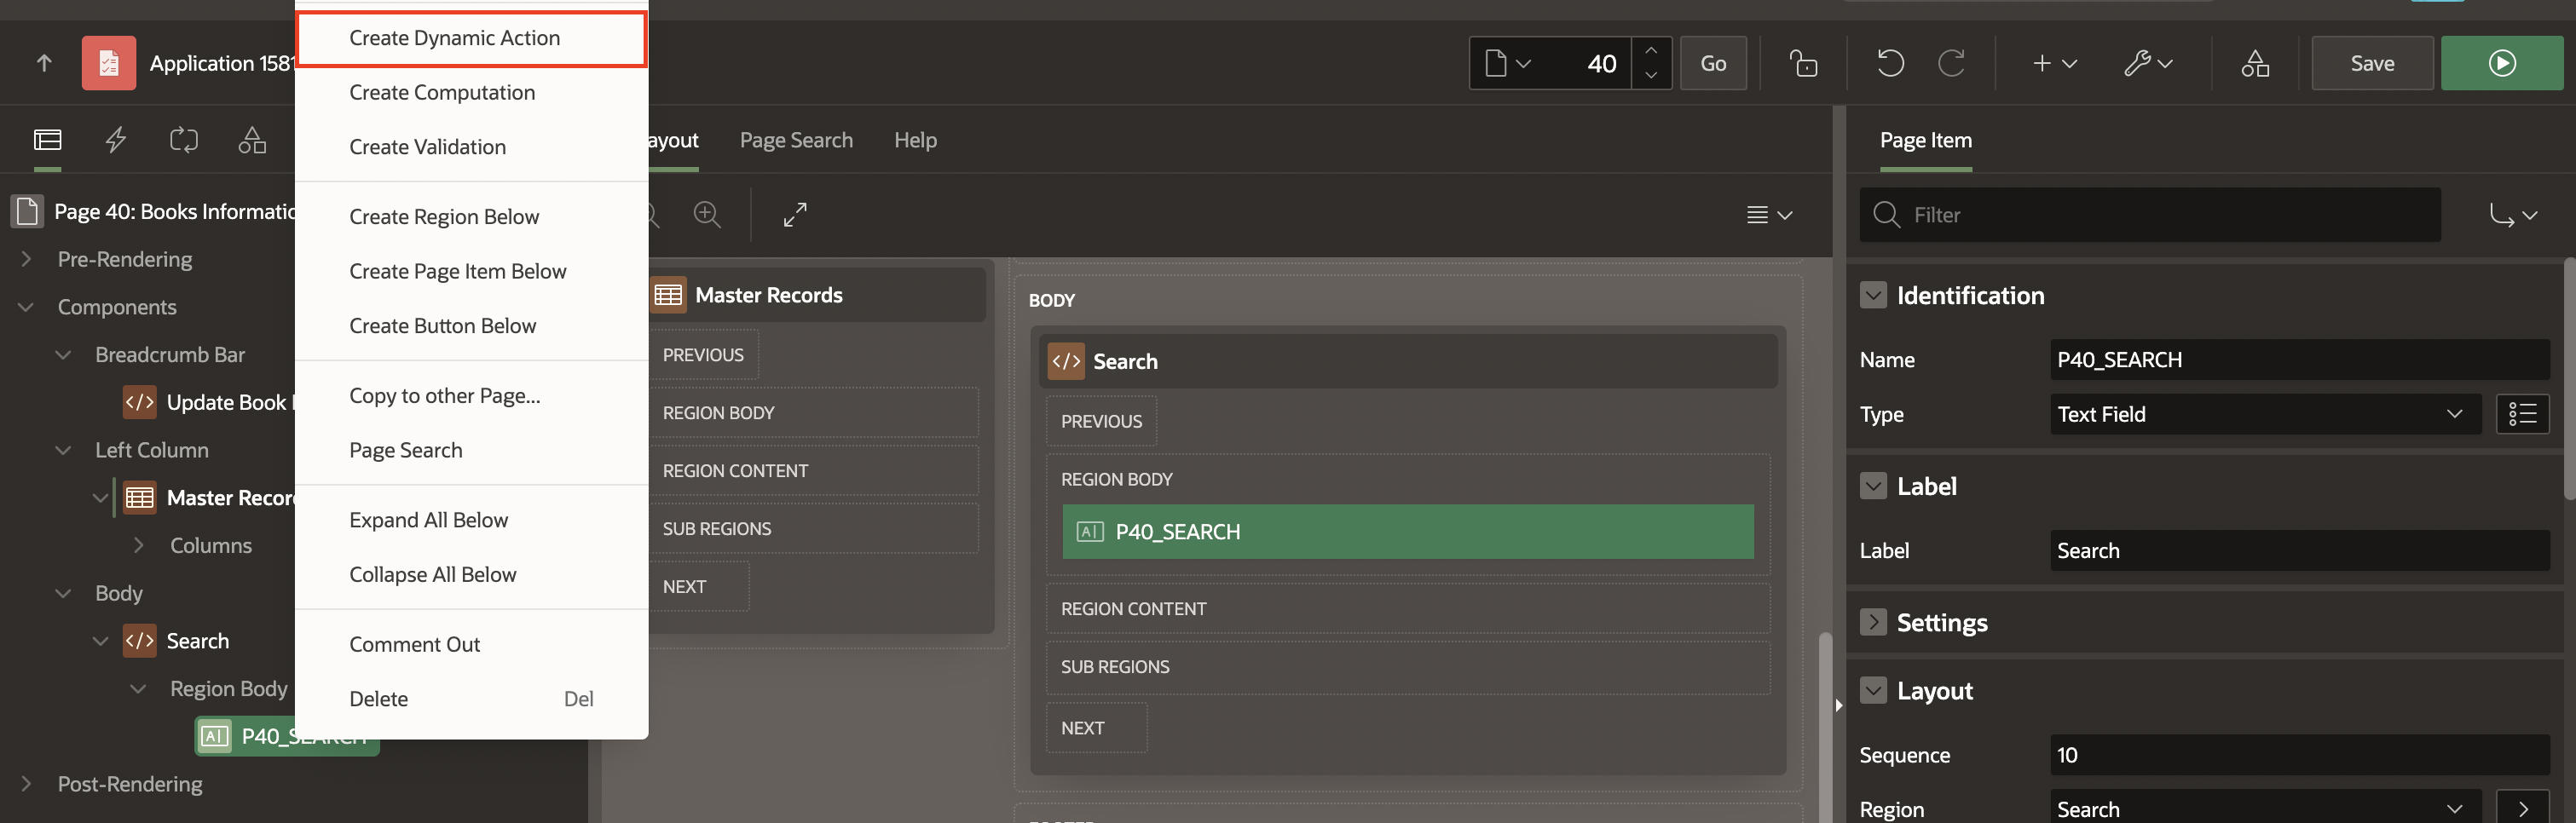 Application 1581
40
Go
Save
Create Dynamic Action
Create Computation
Create Validation
Create Region Below
Create Page Item Below
Create Button Below
Copy to other Page...
Page Search
Expand All Below
Collapse All Below
Comment Out
Delete Del
Page 40: Books Informatio
Pre-Rendering
Components
Breadcrumb Bar
Update Book
Left Column
Master Recor
Columns
Body
Search
Region Body
P40_SEARCH
Post-Rendering
ayout
Page Search
Help
Master Records
PREVIOUS
REGION BODY
REGION CONTENT
SUB REGIONS
NEXT
BODY
Search
PREVIOUS
REGION BODY
P40_SEARCH
REGION CONTENT
SUB REGIONS
NEXT
Page Item
Filter
Identification
Name P40_SEARCH
Type Text Field
Label
Label Search
Settings
Layout
Sequence 10
Region Search